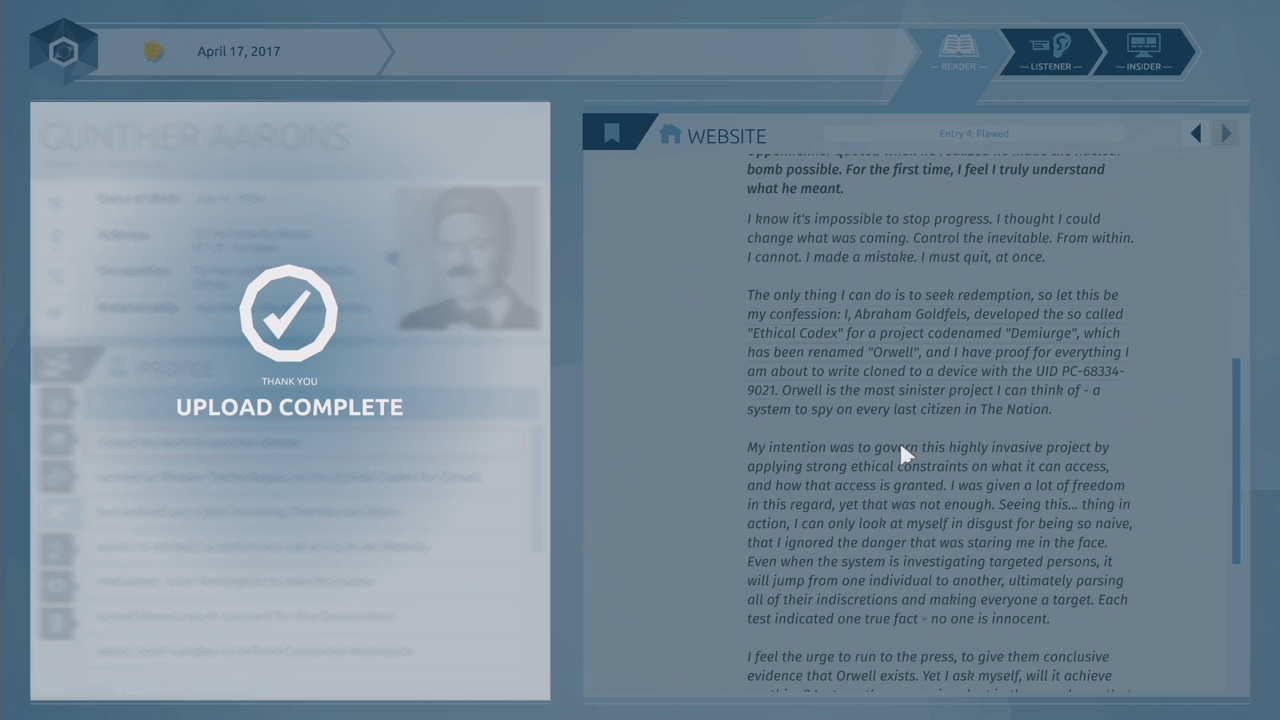 April 17, 2017
— READER —
— LISTENER —
— INSIDER —
GUNTHER AARONS
Date of Birth
Address
Occupation
Relationship
PROFILE
THANK YOU
UPLOAD COMPLETE
WEBSITE
Entry 4: Flawed
bomb possible. For the first time, I feel I truly understand
what he meant.
I know it's impossible to stop progress. I thought I could
change what was coming. Control the inevitable. From within.
I cannot. I made a mistake. I must quit, at once.
The only thing I can do is to seek redemption, so let this be
my confession: I, Abraham Goldfels, developed the so called
"Ethical Codex" for a project codenamed "Demiurge", which
has been renamed "Orwell", and I have proof for everything I
am about to write cloned to a device with the UID PC-68334-
9021. Orwell is the most sinister project I can think of - a
system to spy on every last citizen in The Nation.
My intention was to govern this highly invasive project by
applying strong ethical constraints on what it can access,
and how that access is granted. I was given a lot of freedom
in this regard, yet that was not enough. Seeing this... thing in
action, I can only look at myself in disgust for being so naive,
that I ignored the danger that was staring me in the face.
Even when the system is investigating targeted persons, it
will jump from one individual to another, ultimately parsing
all of their indiscretions and making everyone a target. Each
test indicated one true fact - no one is innocent.
I feel the urge to run to the press, to give them conclusive
evidence that Orwell exists. Yet I ask myself, will it achieve